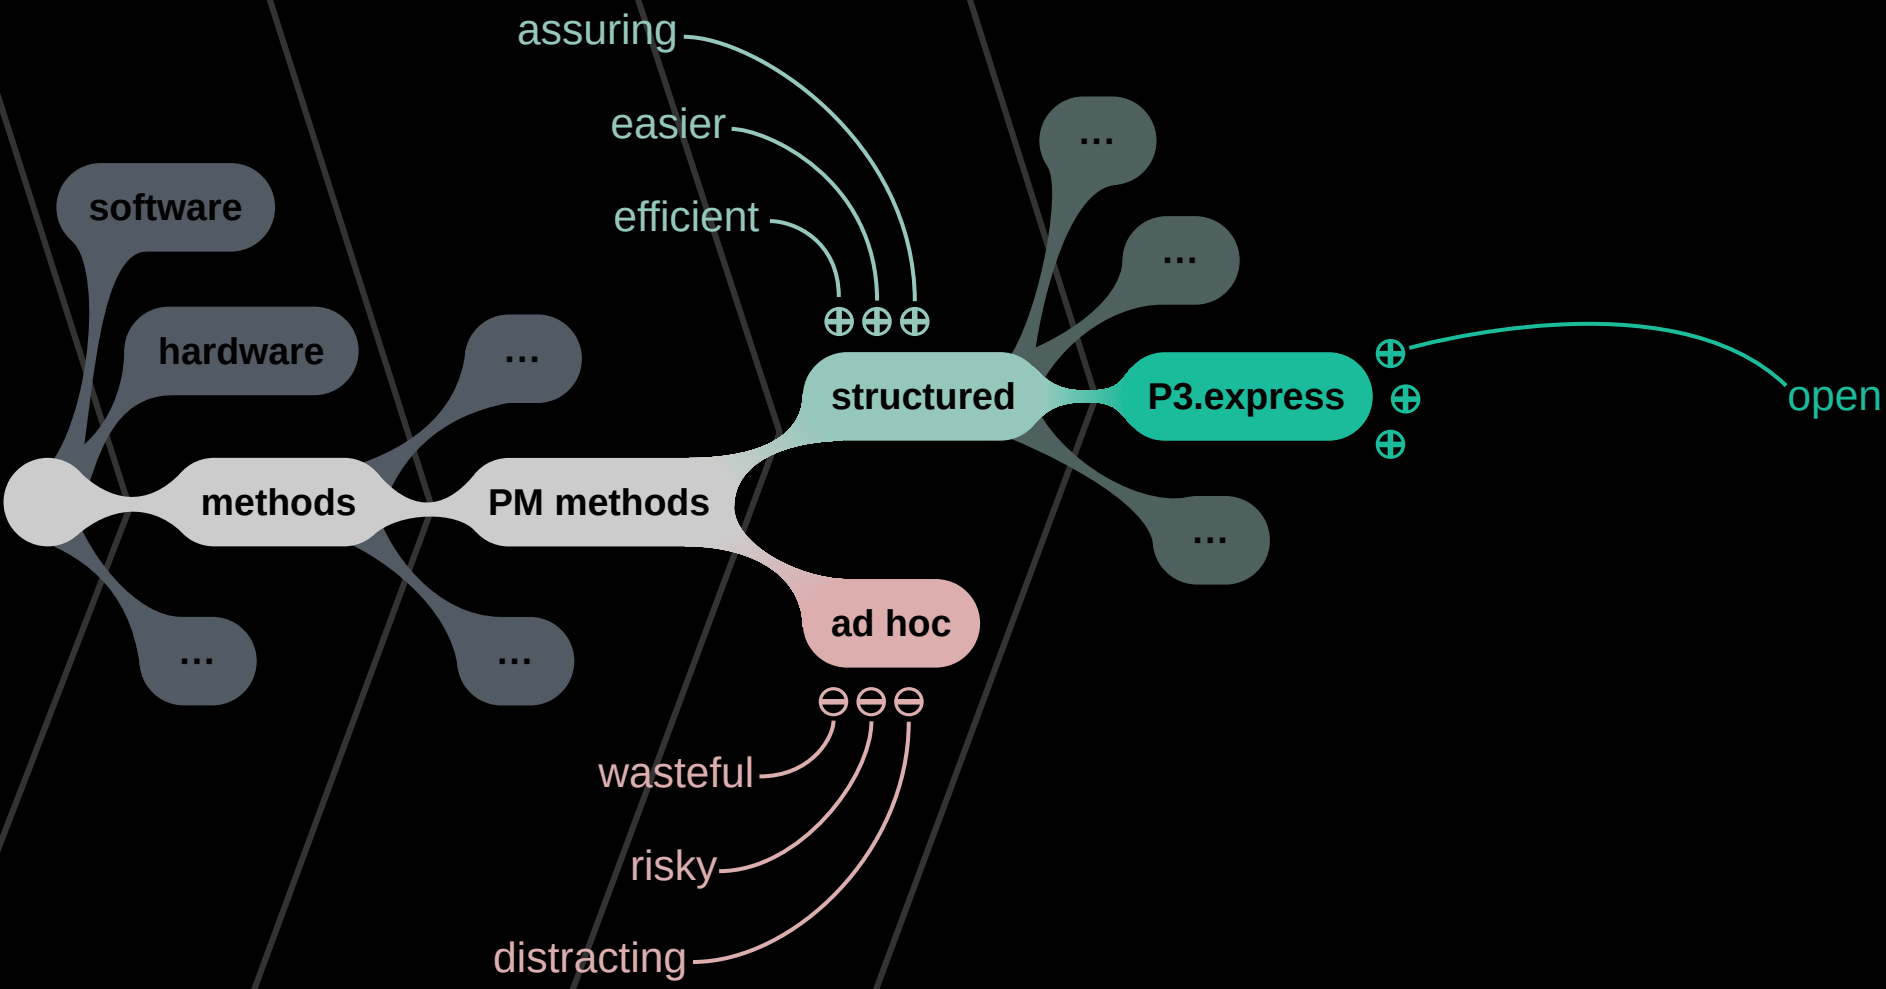 assuring
easier
efficient
software
hardware
...
...
...
structured
P3.express
open
methods
PM methods
...
ad hoc
...
...
wasteful
risky
distracting